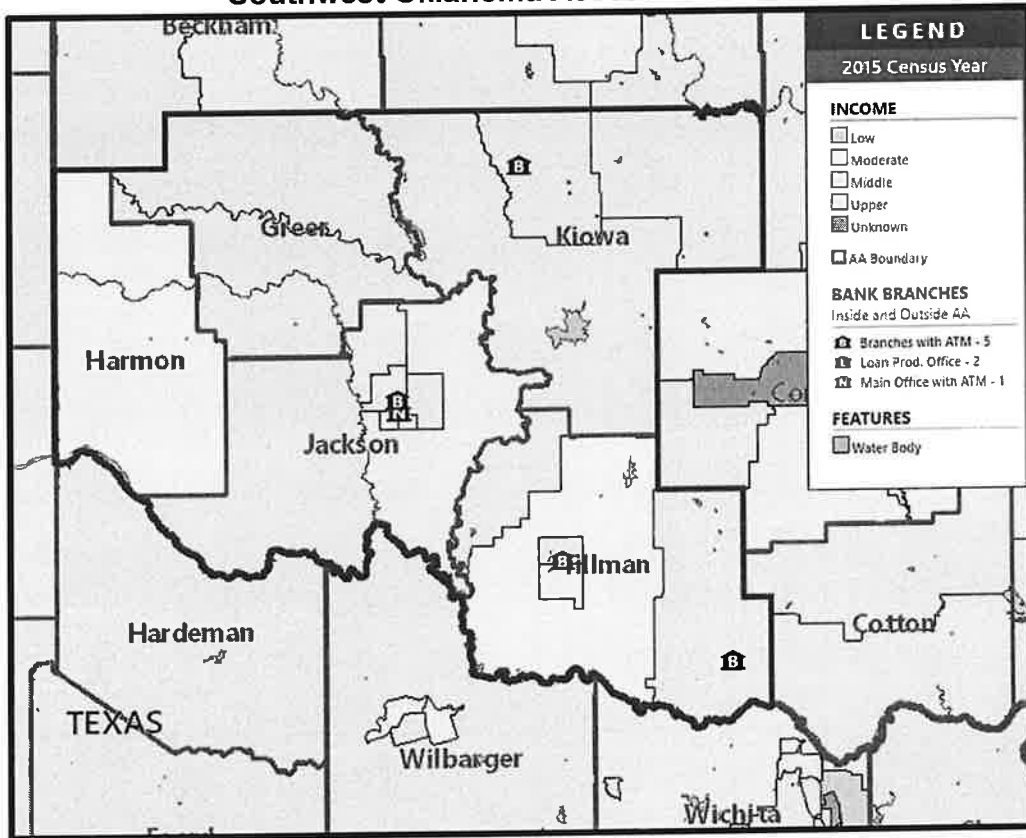 Beckham
Greer
Kiowa
Harmon
Jackson
Tillman
Hardeman
Cotton
TEXAS
Wilbarger
Wichita
B
B
N
B
B
LEGEND
2015 Census Year
INCOME
Low
Moderate
Middle
Upper
Unknown
AA Boundary
BANK BRANCHES
Inside and Outside AA
B Branches with ATM - 5
L Loan Prod. Office - 2
N Main Office with ATM - 1
FEATURES
Water Body